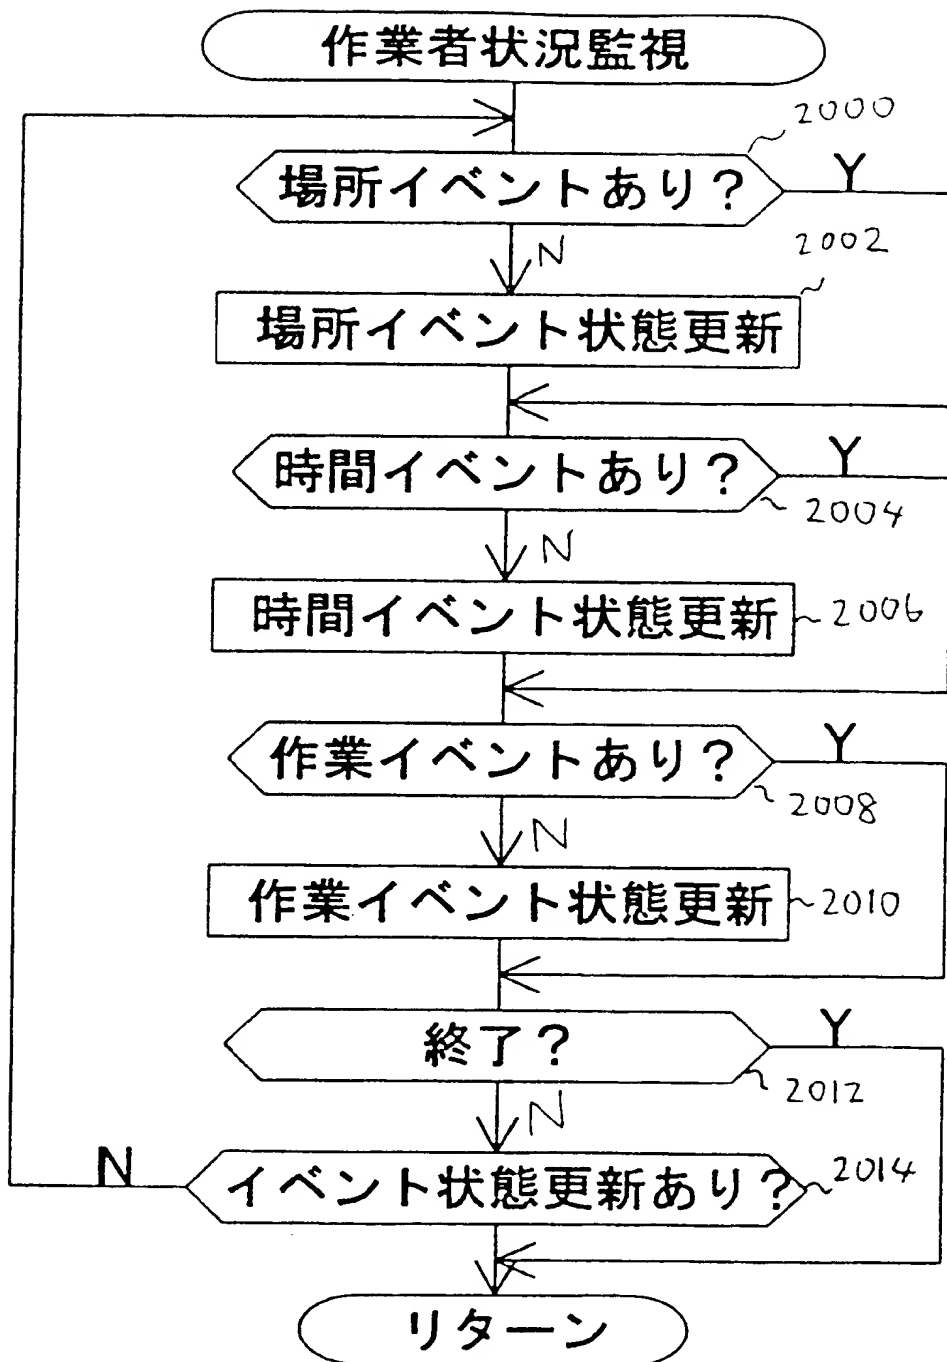 作業者状況監視
2000
場所イベントあり?
Y
N
2002
場所イベント状態更新
時間イベントあり?
Y
2004
N
時間イベント状態更新
2006
作業イベントあり?
Y
2008
N
作業イベント状態更新
2010
終了?
Y
2012
N
N
イベント状態更新あり?
2014
リターン